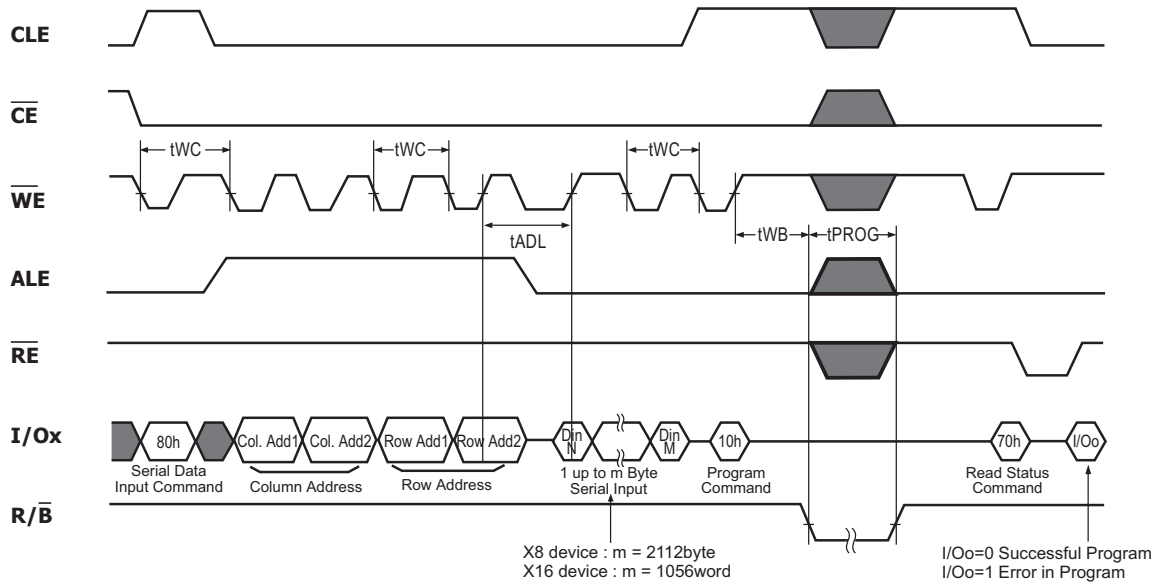 CLE
CE
tWC
tWC
tWC
WE
tADL
tWB
tPROG
ALE
RE
I/Ox
80h
Col. Add1
Col. Add2
Row Add1
Row Add2
Din
N
Din
M
10h
70h
I/Oo
Serial Data
Input Command
Column Address
Row Address
1 up to m Byte
Serial Input
Program
Command
Read Status
Command
R/B
X8 device : m = 2112byte
X16 device : m = 1056word
I/Oo=0 Successful Program
I/Oo=1 Error in Program